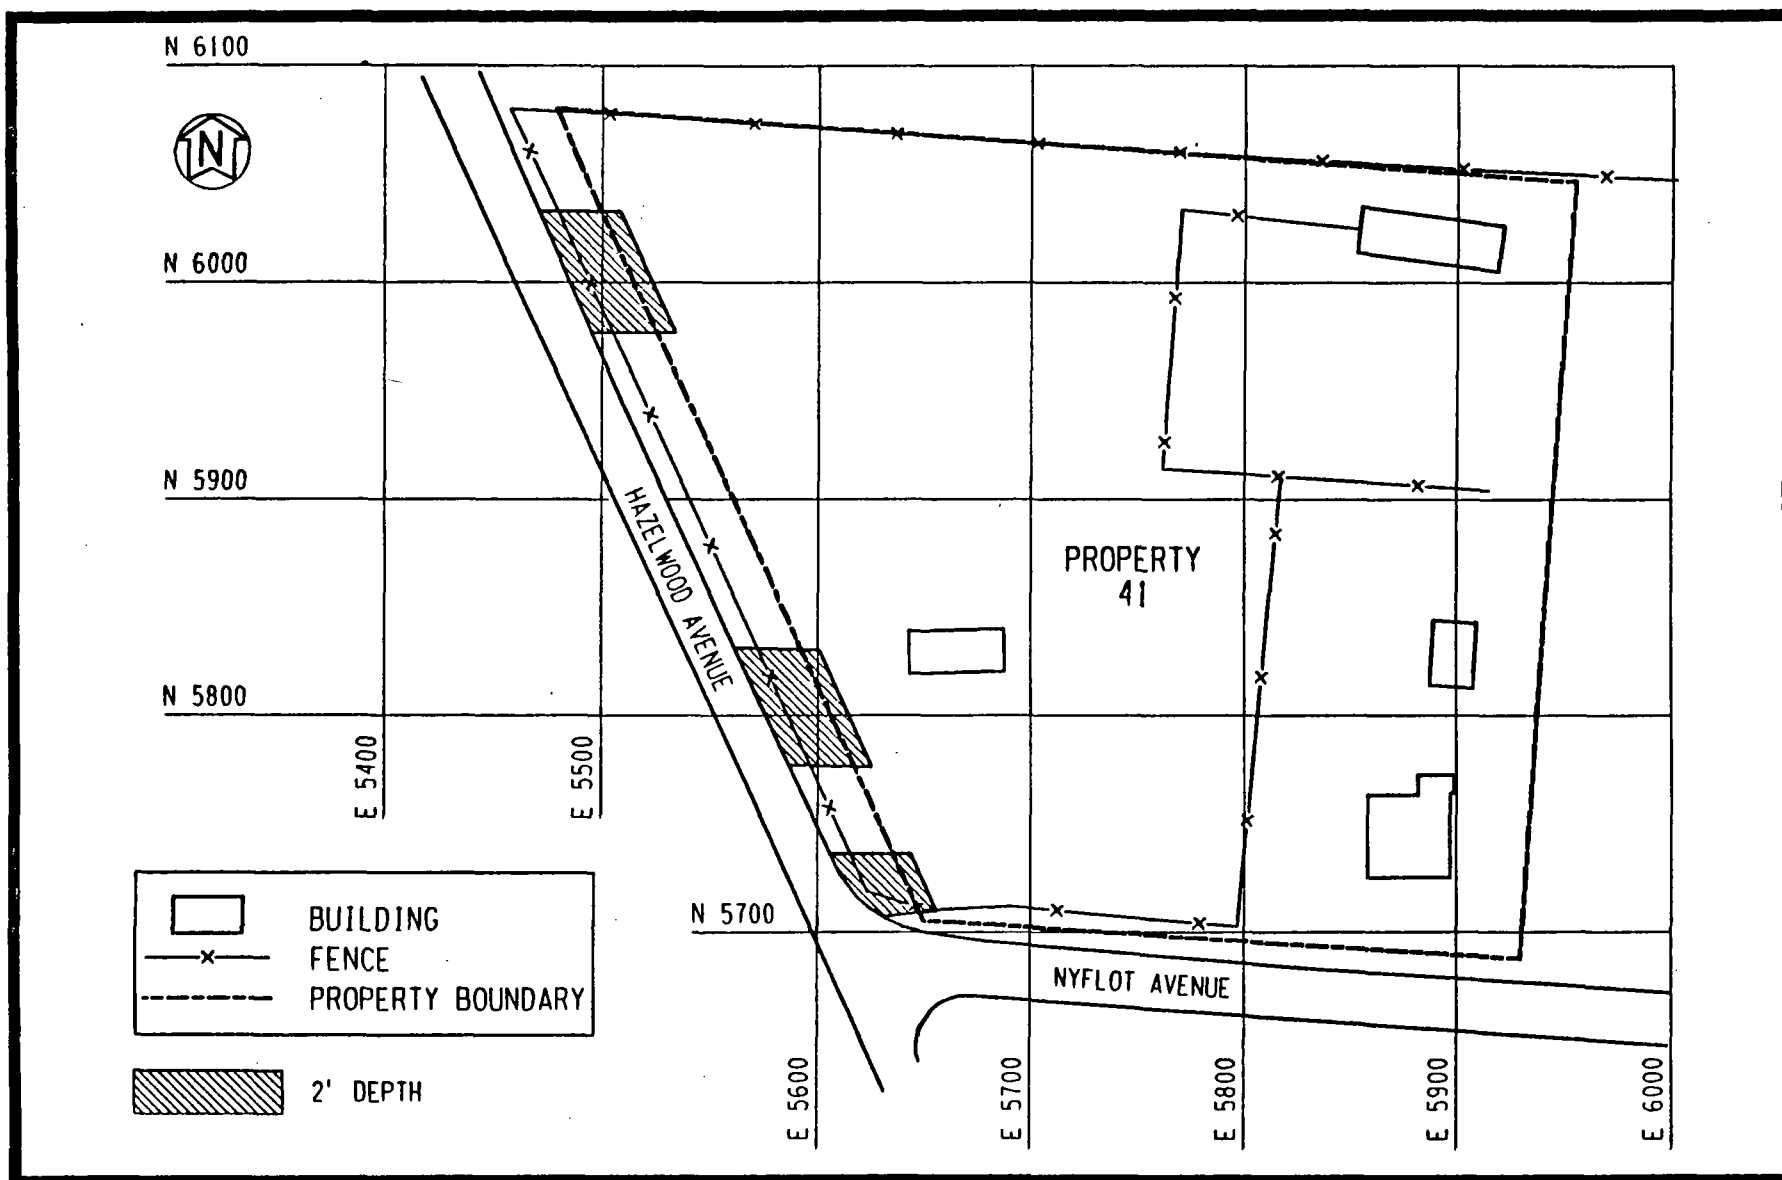 N 6100
N
N 6000
N 5900
HAZELWOOD AVENUE
PROPERTY
41
N 5800
E 5400
E 5500
N 5700
BUILDING
FENCE
PROPERTY BOUNDARY
NYFLOT AVENUE
2' DEPTH
E 5600
E 5700
E 5800
E 5900
E 6000